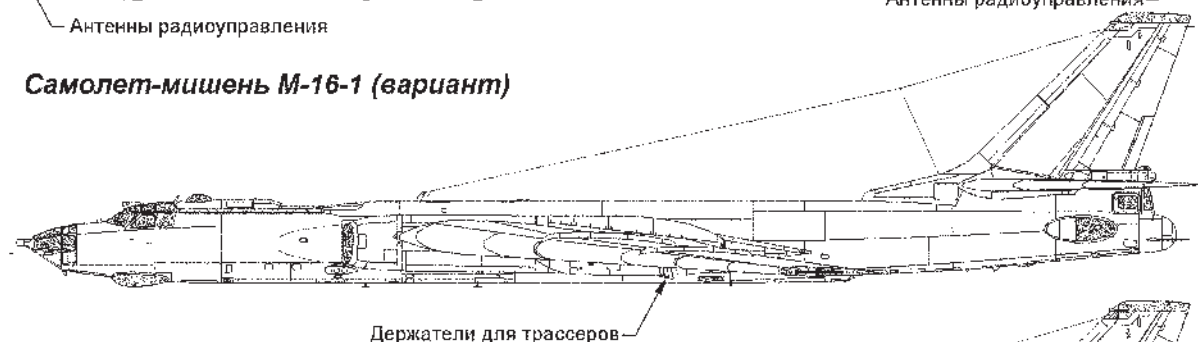 Антенны радиоуправления
Антенны радиоуправления
Самолет-мишень М-16-1 (вариант)
Держатели для трассеров